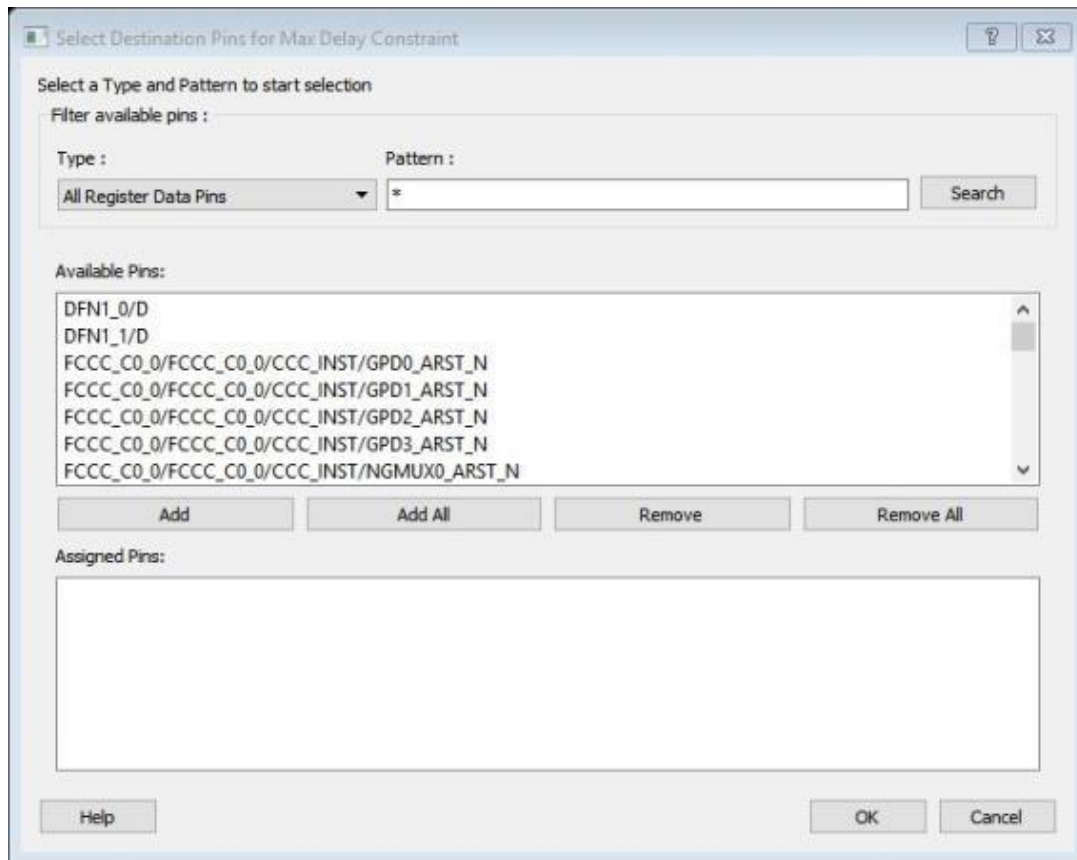 Select Destination Pins for Max Delay Constraint
Select a Type and Pattern to start selection
Filter available pins :
Type : Pattern :
All Register Data Pins * Search
Available Pins:
DFN1_0/D
DFN1_1/D
FCCC_C0_0/FCCC_C0_0/CCC_INST/GPD0_ARST_N
FCCC_C0_0/FCCC_C0_0/CCC_INST/GPD1_ARST_N
FCCC_C0_0/FCCC_C0_0/CCC_INST/GPD2_ARST_N
FCCC_C0_0/FCCC_C0_0/CCC_INST/GPD3_ARST_N
FCCC_C0_0/FCCC_C0_0/CCC_INST/NGMUX0_ARST_N
Add Add All Remove Remove All
Assigned Pins:
Help OK Cancel